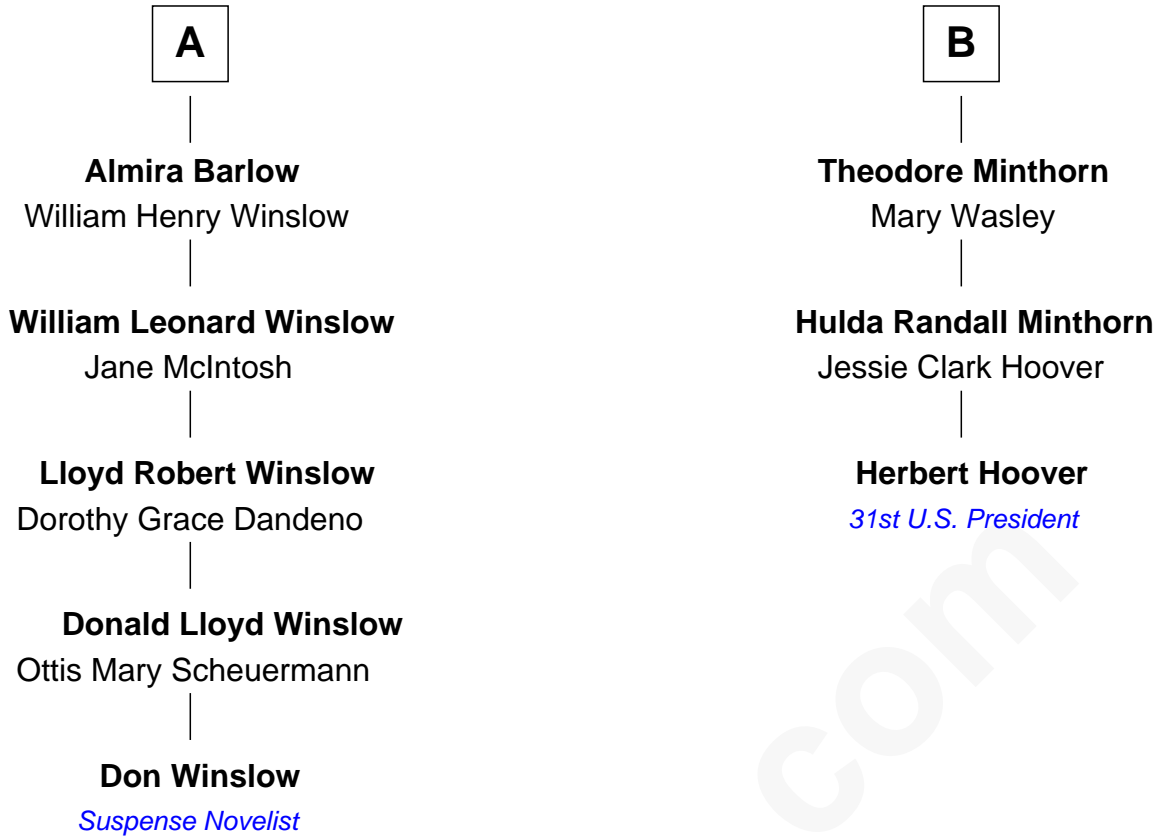 A
Almira Barlow
William Henry Winslow
William Leonard Winslow
Jane McIntosh
Lloyd Robert Winslow
Dorothy Grace Dandeno
Donald Lloyd Winslow
Ottis Mary Scheuermann
Don Winslow
Suspense Novelist
B
Theodore Minthorn
Mary Wasley
Hulda Randall Minthorn
Jessie Clark Hoover
Herbert Hoover
31st U.S. President
com